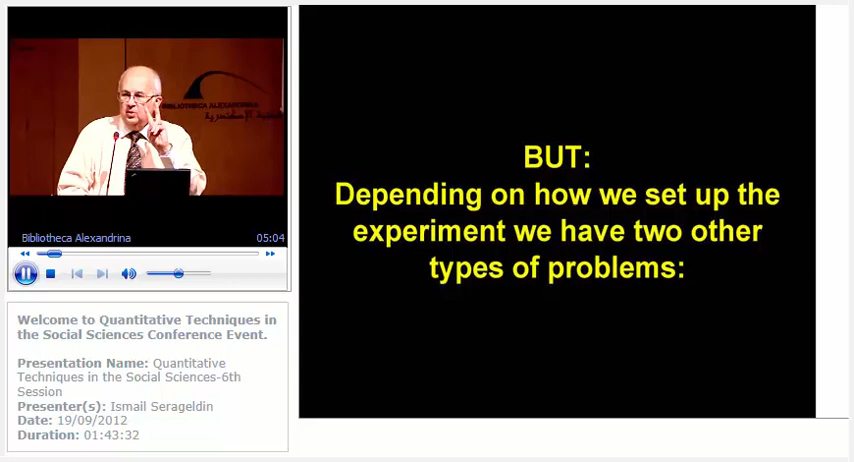 BIBLIOTHECA ALEXANDRINA
Bibliotheca Alexandrina 05:04
Welcome to Quantitative Techniques in
the Social Sciences Conference Event.
Presentation Name: Quantitative
Techniques in the Social Sciences-6th
Session
Presenter(s): Ismail Serageldin
Date: 19/09/2012
Duration: 01:43:32
BUT:
Depending on how we set up the
experiment we have two other
types of problems: